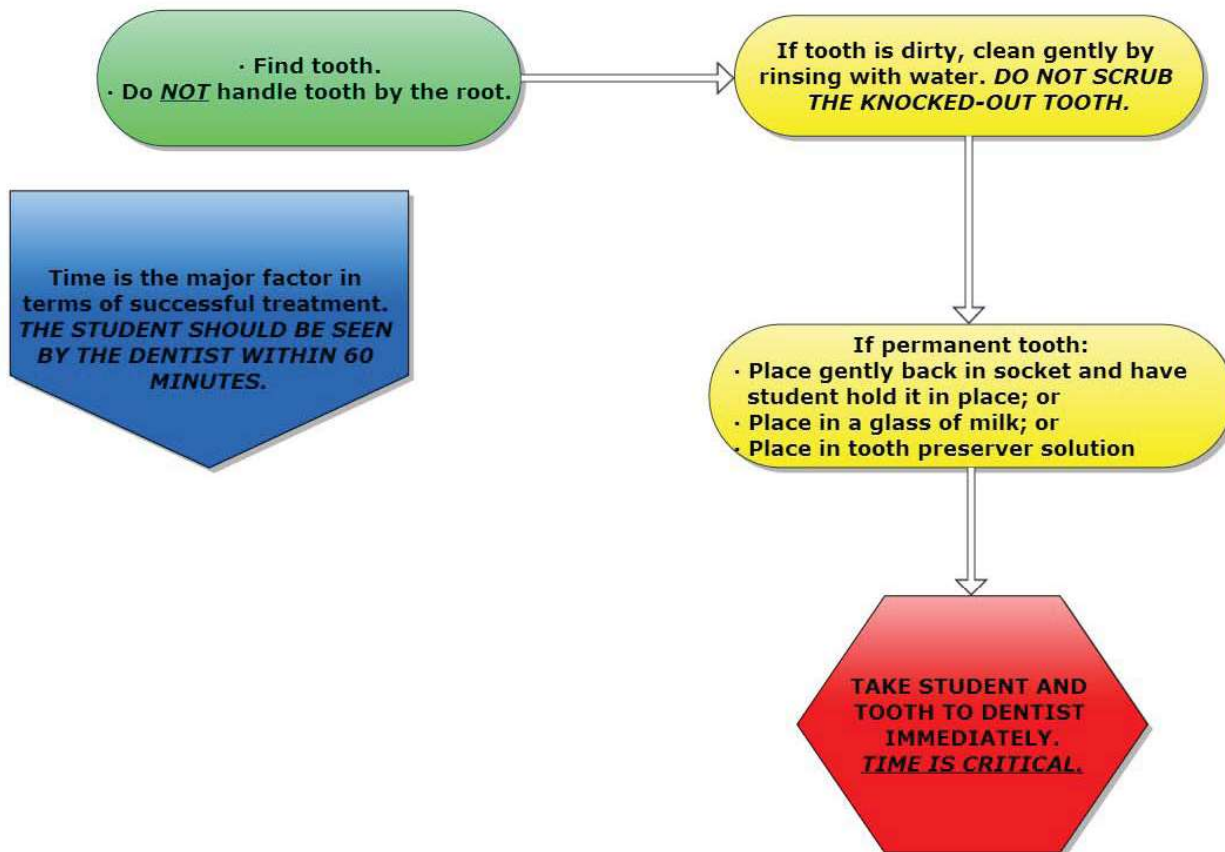 · Find tooth.
· Do NOT handle tooth by the root.
If tooth is dirty, clean gently by
rinsing with water. DO NOT SCRUB
THE KNOCKED-OUT TOOTH.
Time is the major factor in
terms of successful treatment.
THE STUDENT SHOULD BE SEEN
BY THE DENTIST WITHIN 60
MINUTES.
If permanent tooth:
· Place gently back in socket and have
student hold it in place; or
· Place in a glass of milk; or
· Place in tooth preserver solution
TAKE STUDENT AND
TOOTH TO DENTIST
IMMEDIATELY.
TIME IS CRITICAL.